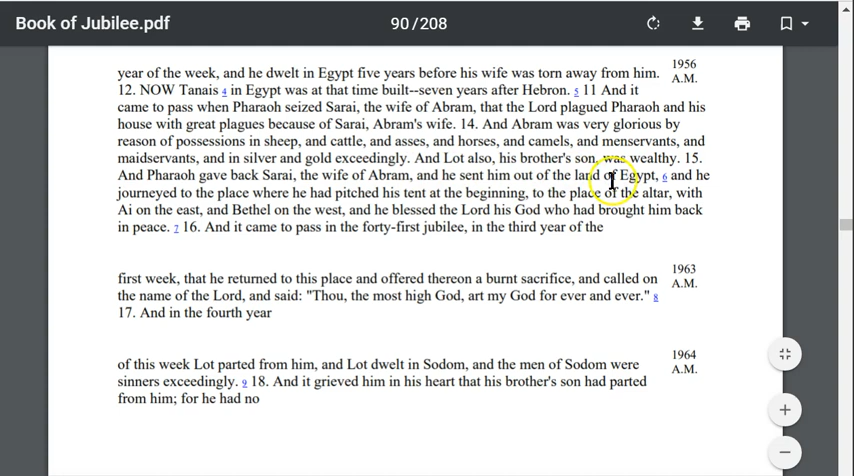 Book of Jubilee.pdf
90 / 208
1956
A.M.
year of the week, and he dwelt in Egypt five years before his wife was torn away from him.
12. NOW Tanais 4 in Egypt was at that time built--seven years after Hebron. 5 11 And it
came to pass when Pharaoh seized Sarai, the wife of Abram, that the Lord plagued Pharaoh and his
house with great plagues because of Sarai, Abram's wife. 14. And Abram was very glorious by
reason of possessions in sheep, and cattle, and asses, and horses, and camels, and menservants, and
maidservants, and in silver and gold exceedingly. And Lot also, his brother's son, was wealthy. 15.
And Pharaoh gave back Sarai, the wife of Abram, and he sent him out of the land of Egypt, 6 and he
journeyed to the place where he had pitched his tent at the beginning, to the place of the altar, with
Ai on the east, and Bethel on the west, and he blessed the Lord his God who had brought him back
in peace. 7 16. And it came to pass in the forty-first jubilee, in the third year of the
1963
A.M.
first week, that he returned to this place and offered thereon a burnt sacrifice, and called on
the name of the Lord, and said: "Thou, the most high God, art my God for ever and ever." 8
17. And in the fourth year
1964
A.M.
of this week Lot parted from him, and Lot dwelt in Sodom, and the men of Sodom were
sinners exceedingly. 9 18. And it grieved him in his heart that his brother's son had parted
from him; for he had no